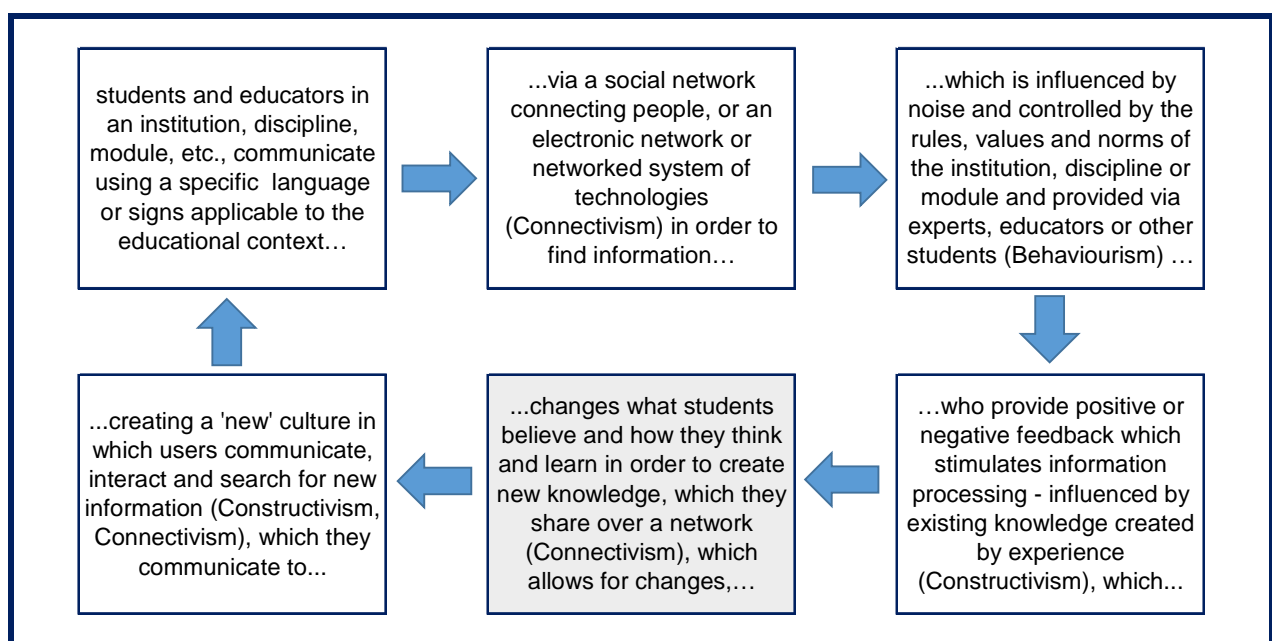 students and educators in
an institution, discipline,
module, etc., communicate
using a specific  language
or signs applicable to the
educational context…
...via a social network
connecting people, or an
electronic network or
networked system of
technologies
(Connectivism) in order to
find information…
...which is influenced by
noise and controlled by the
rules, values and norms of
the institution, discipline or
module and provided via
experts, educators or other
students (Behaviourism) …
…who provide positive or
negative feedback which
stimulates information
processing - influenced by
existing knowledge created
by experience
(Constructivism), which...
...changes what students
believe and how they think
and learn in order to create
new knowledge, which they
share over a network
(Connectivism), which
allows for changes,…
...creating a 'new' culture in
which users communicate,
interact and search for new
information (Constructivism,
Connectivism), which they
communicate to...